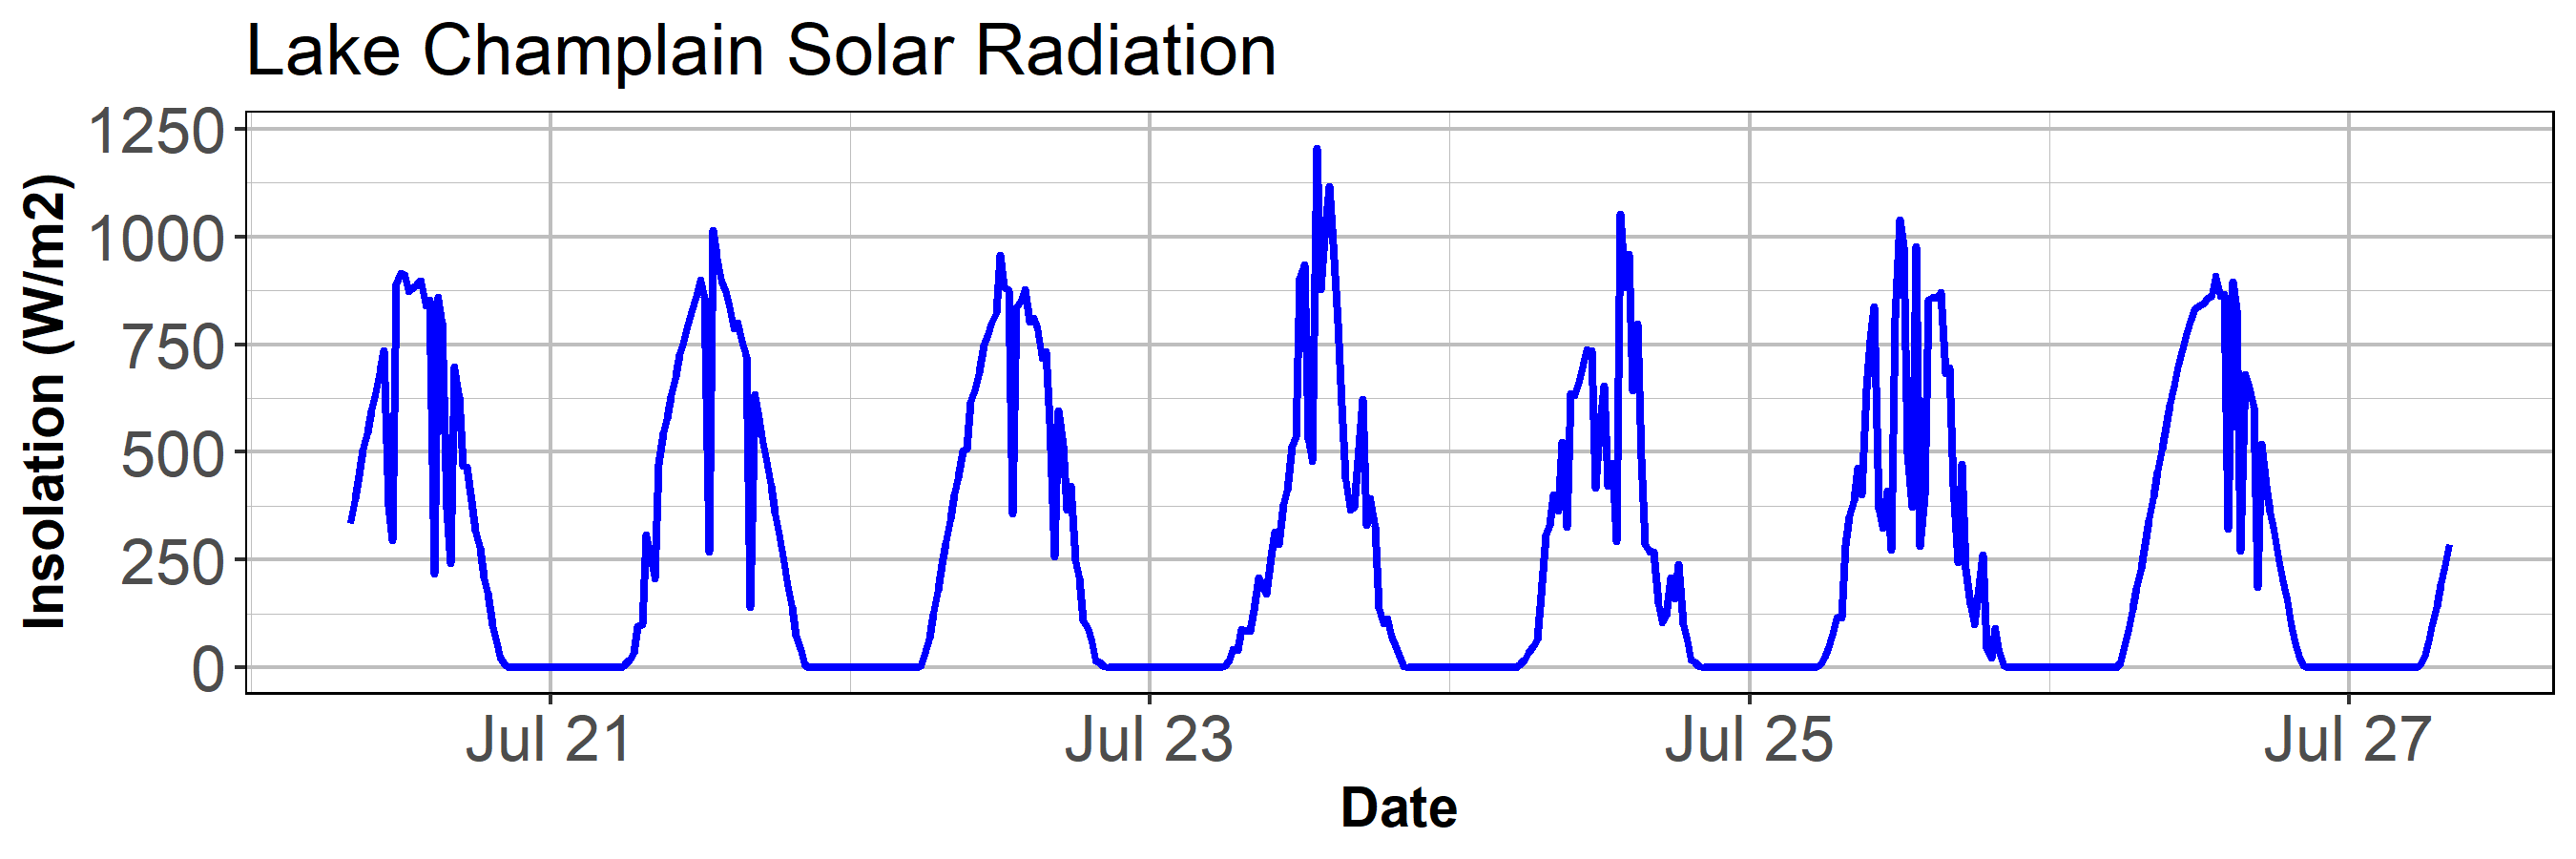 Lake Champlain Solar Radiation
Insolation (W/m2)
1250
1000
750
500
250
0
Jul 21
Jul 23
Jul 25
Jul 27
Date